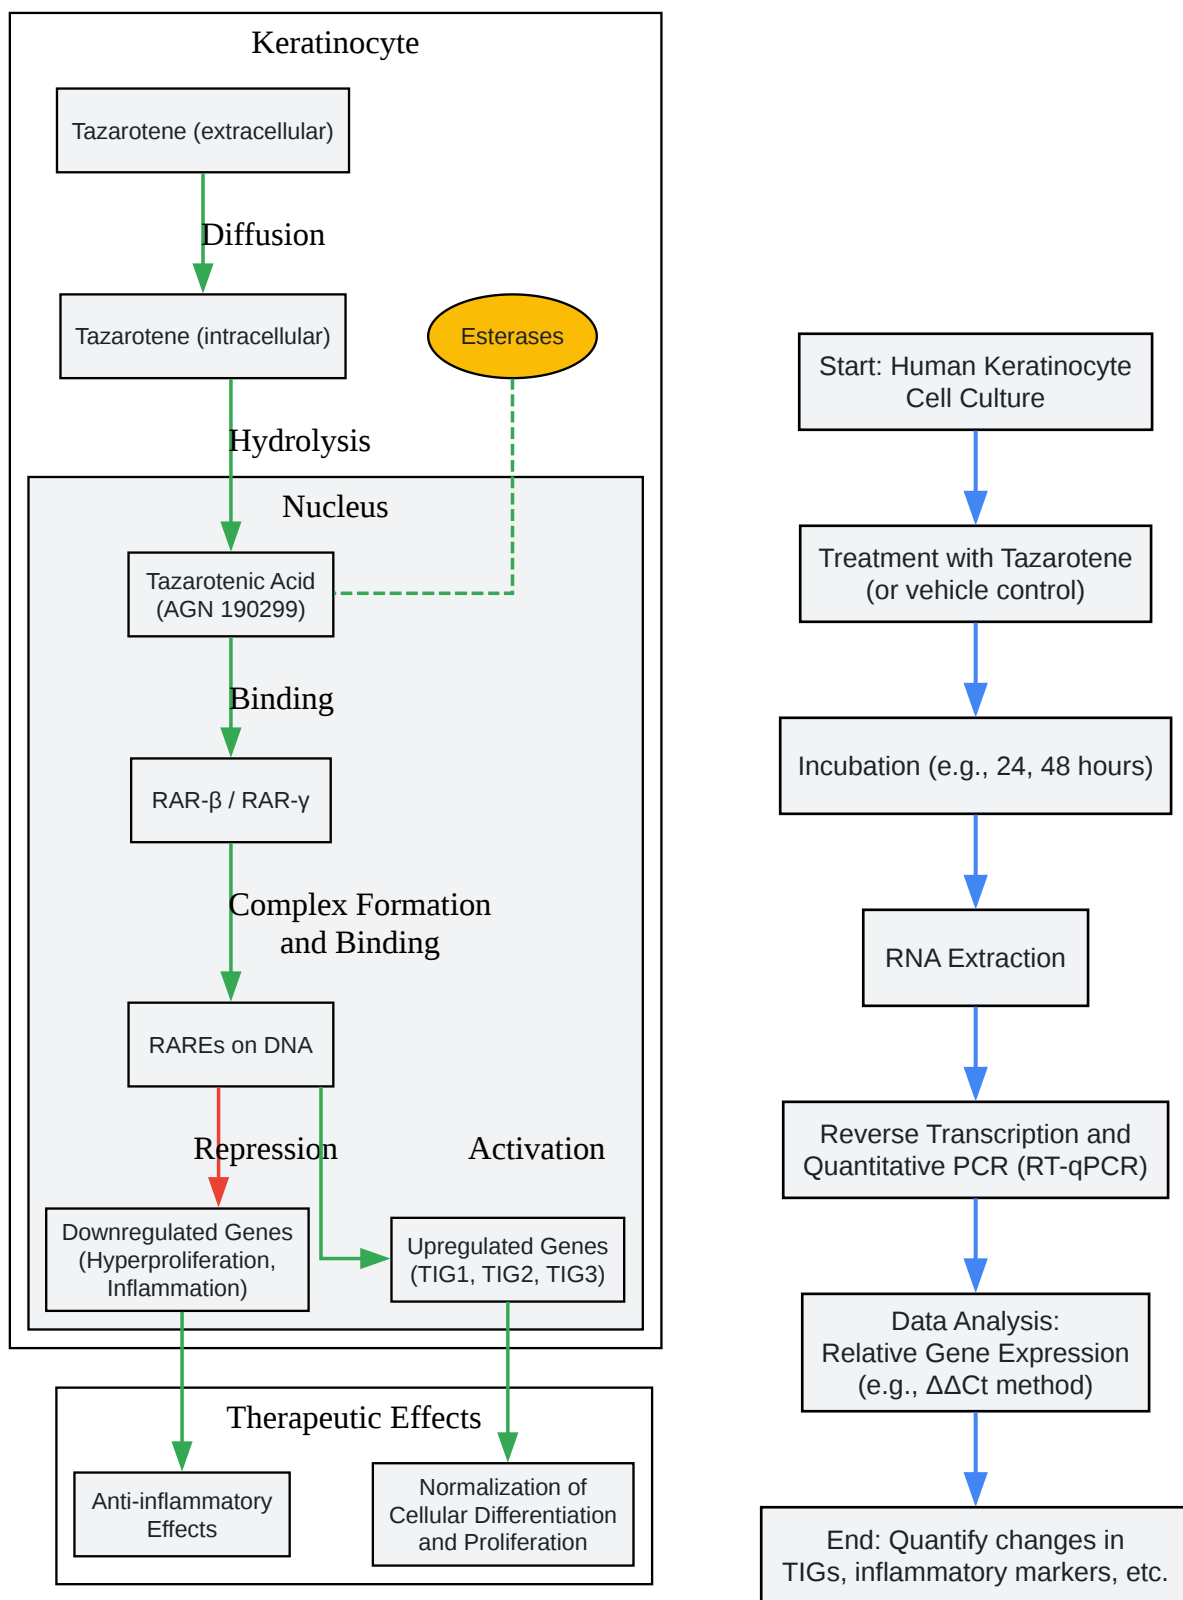 Keratinocyte
Tazarotene (extracellular)
Diffusion
Tazarotene (intracellular)
Esterases
Hydrolysis
Nucleus
Tazarotenic Acid
(AGN 190299)
Binding
RAR-β / RAR-γ
Complex Formation
and Binding
RAREs on DNA
Repression
Activation
Downregulated Genes
(Hyperproliferation,
Inflammation)
Upregulated Genes
(TIG1, TIG2, TIG3)
Therapeutic Effects
Anti-inflammatory
Effects
Normalization of
Cellular Differentiation
and Proliferation
Start: Human Keratinocyte
Cell Culture
Treatment with Tazarotene
(or vehicle control)
Incubation (e.g., 24, 48 hours)
RNA Extraction
Reverse Transcription and
Quantitative PCR (RT-qPCR)
Data Analysis:
Relative Gene Expression
(e.g., ΔΔCt method)
End: Quantify changes in
TIGs, inflammatory markers, etc.